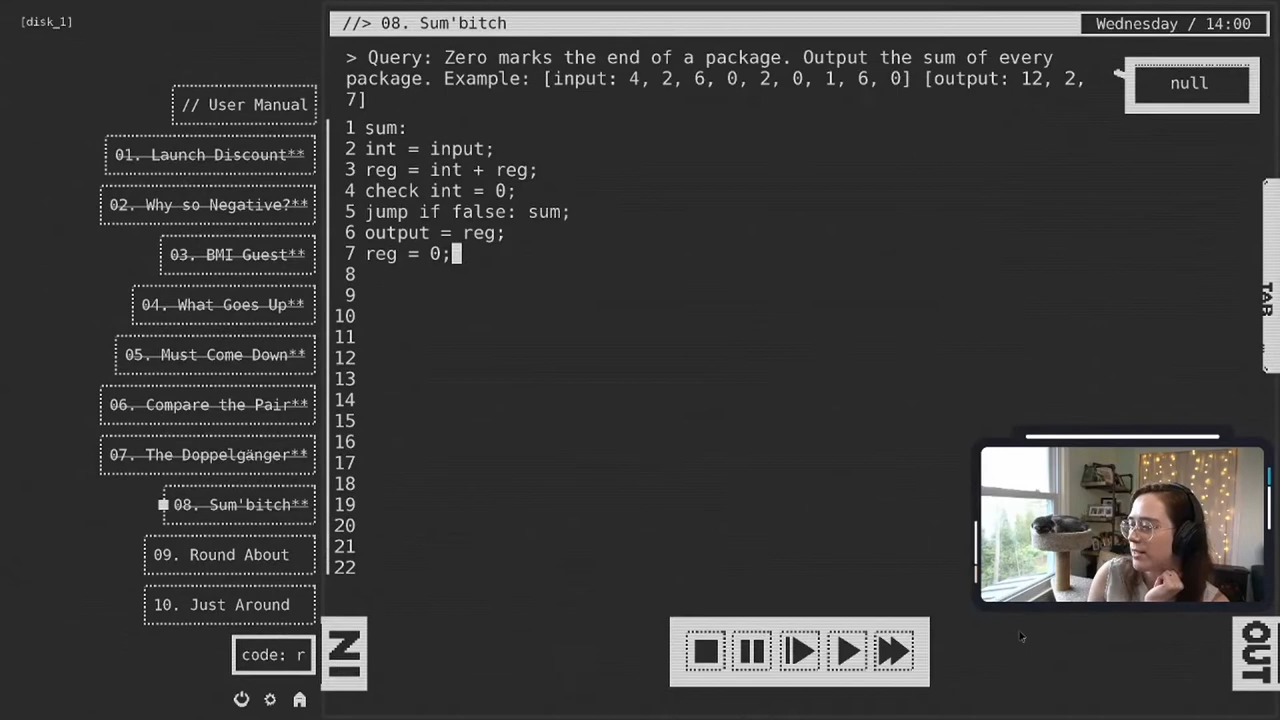 [disk_1]
//> 08. Sum'bitch
Wednesday / 14:00
> Query: Zero marks the end of a package. Output the sum of every
package. Example: [input: 4, 2, 6, 0, 2, 0, 1, 6, 0] [output: 12, 2,
7]
null
// User Manual
01. Launch Discount**
02. Why so Negative?**
03. BMI Guest**
04. What Goes Up**
05. Must Come Down**
06. Compare the Pair**
07. The Doppelgänger**
08. Sum'bitch**
09. Round About
10. Just Around
code: r
1 sum:
2 int = input;
3 reg = int + reg;
4 check int = 0;
5 jump if false: sum;
6 output = reg;
7 reg = 0;
8
9
10
11
12
13
14
15
16
17
18
19
20
21
22
TAB
IN
OUT